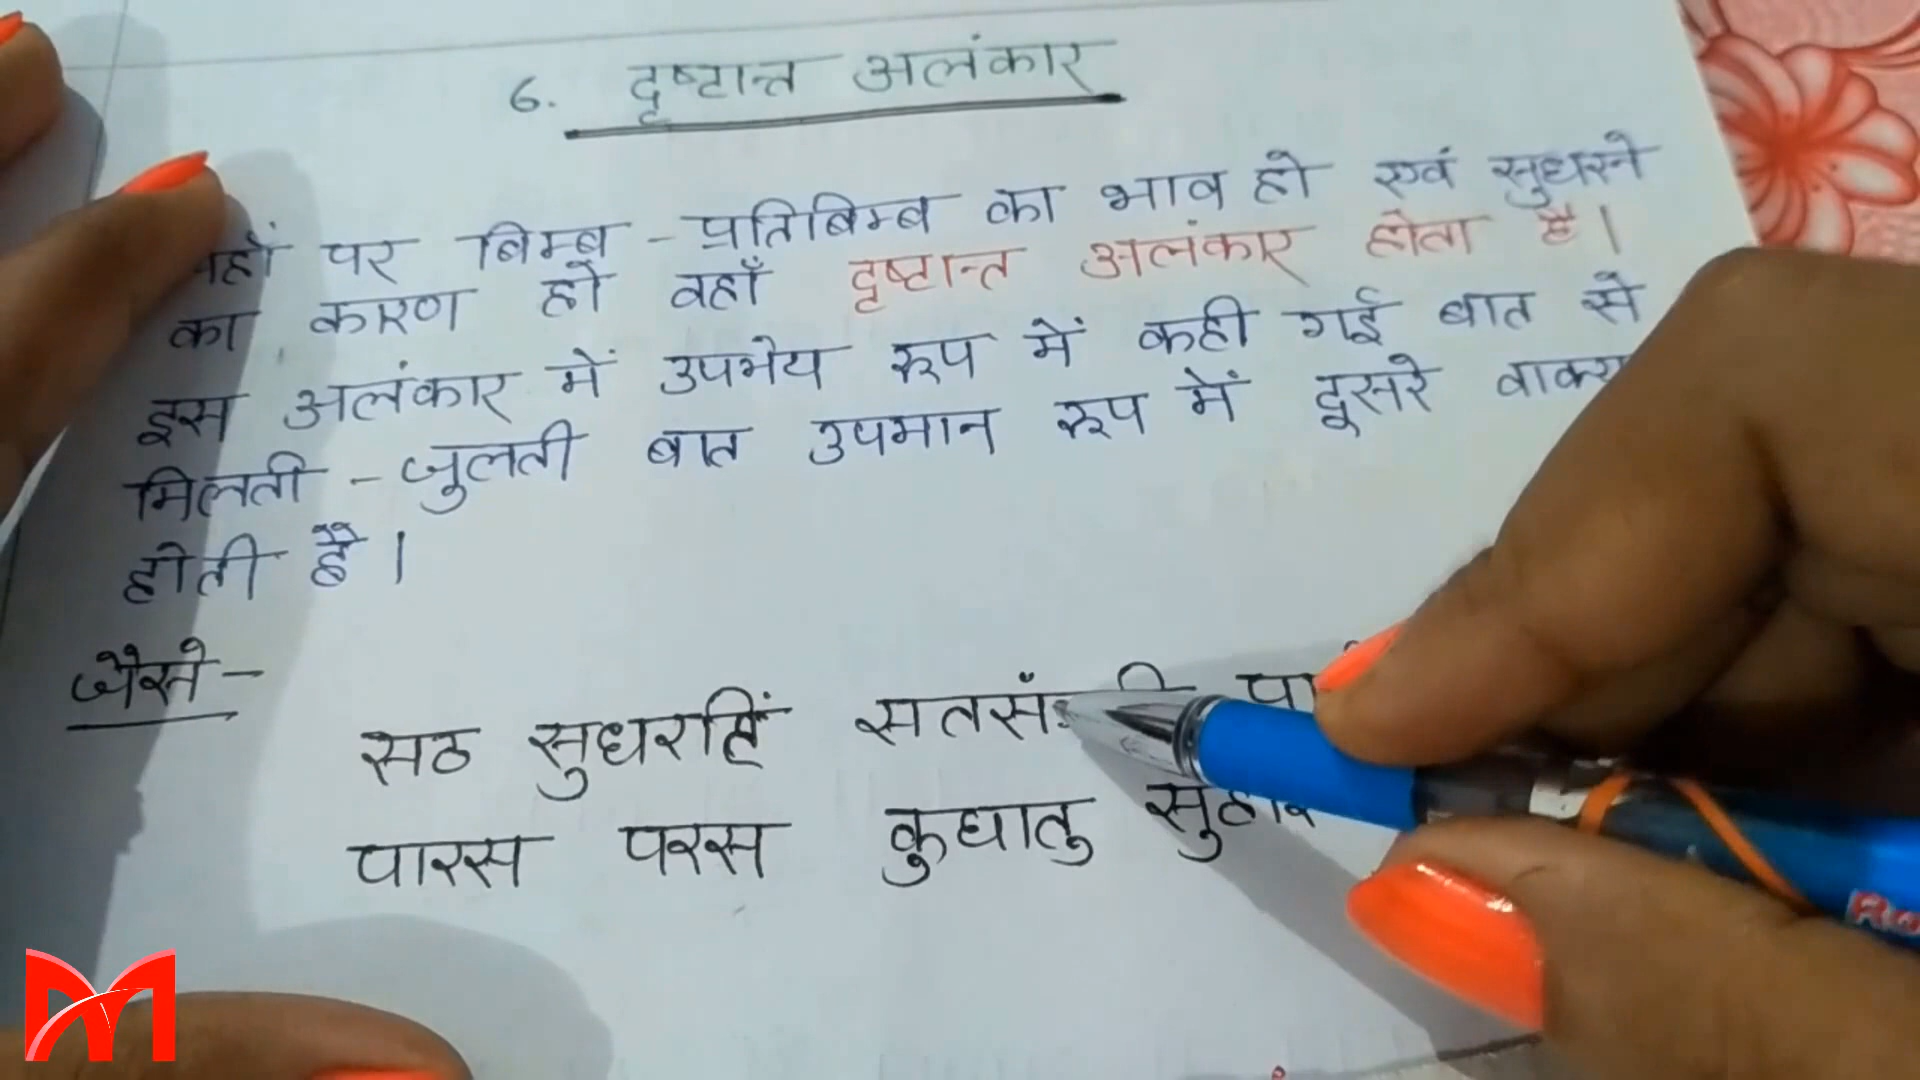 6. दृष्टान्त अलंकार
पर बिम्ब - प्रतिबिम्ब का भाव हो एवं सुधरने
का कारण हो वहाँ दृष्टान्त अलंकार होता है।
इस अलंकार में उपमेय रूप में कही गई बात से
मिलती - जुलती बात उपमान रूप में दूसरे वाक्य
होती है।
जैसे -
सठ सुधरहिं
पारस परस कुघातु